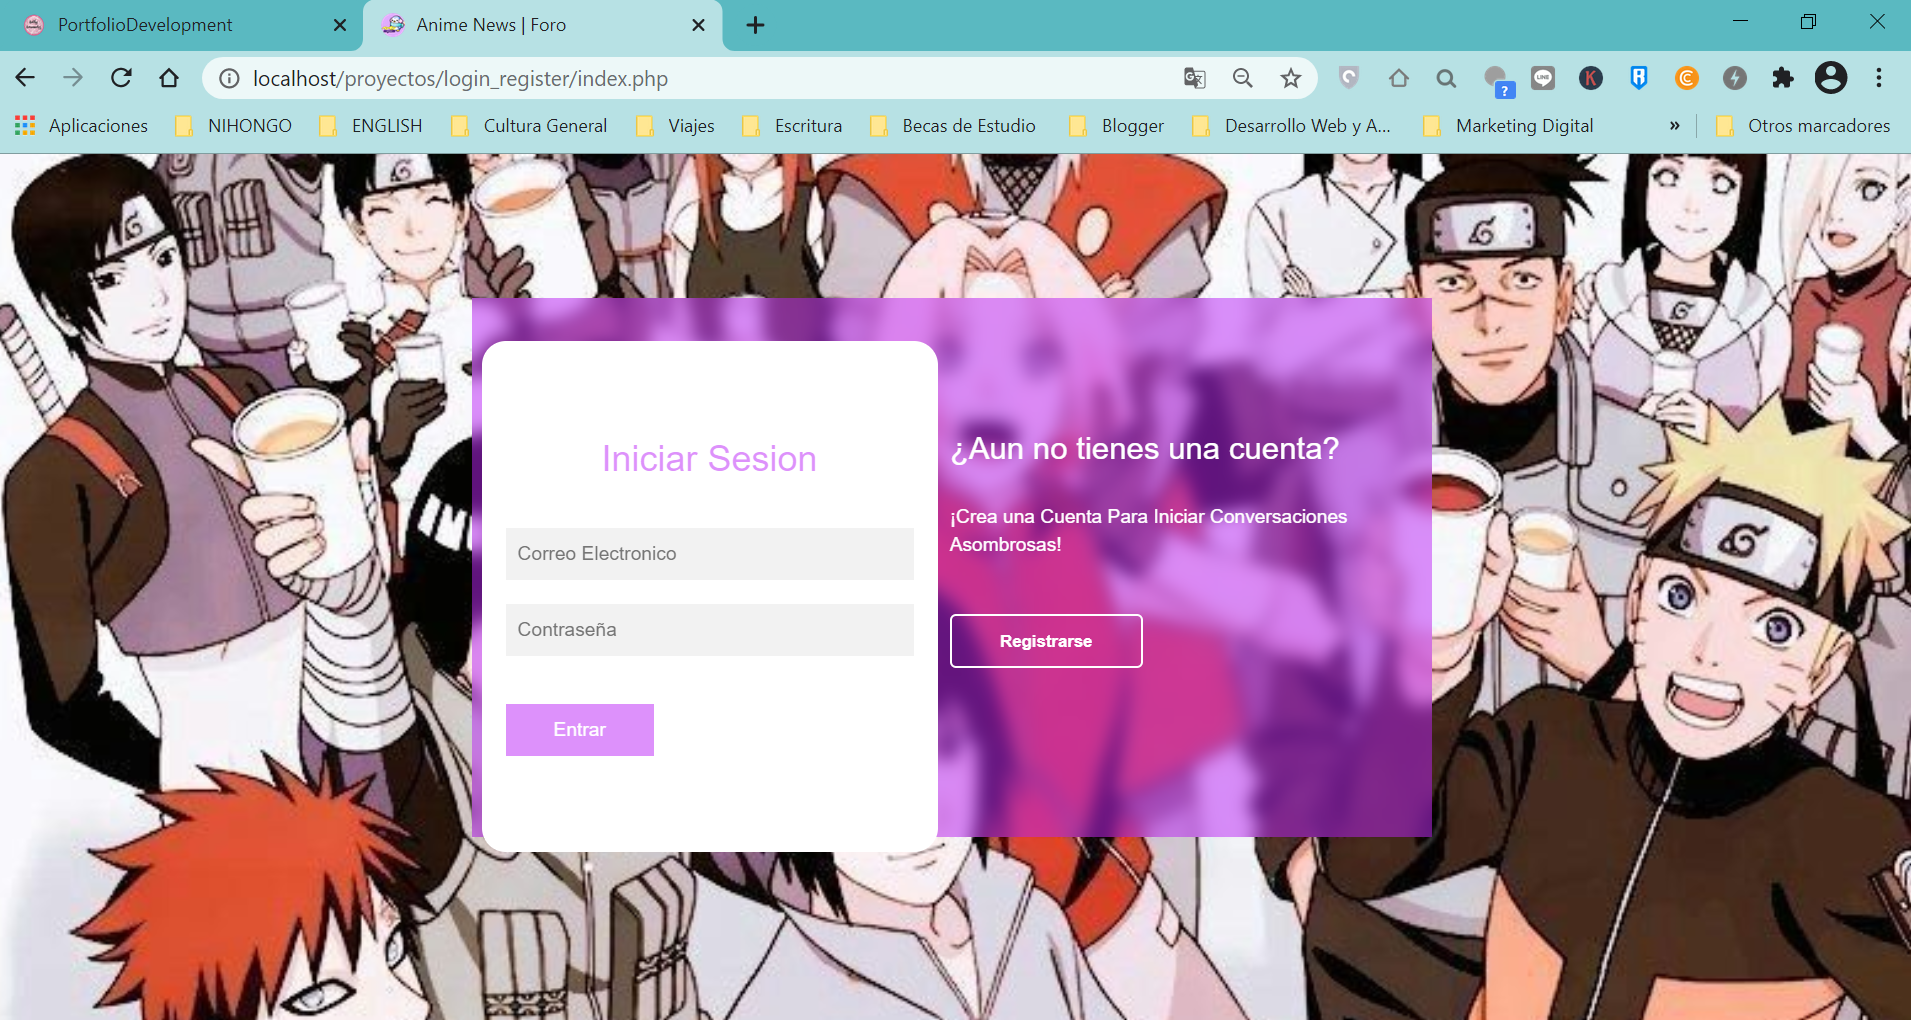 PortfolioDevelopment
Anime News | Foro
localhost/proyectos/login_register/index.php
Aplicaciones
NIHONGO
ENGLISH
Cultura General
Viajes
Escritura
Becas de Estudio
Blogger
Desarrollo Web y A...
Marketing Digital
»
Otros marcadores
Iniciar Sesion
Correo Electronico
Contraseña
Entrar
¿Aun no tienes una cuenta?
¡Crea una Cuenta Para Iniciar Conversaciones
Asombrosas!
Registrarse